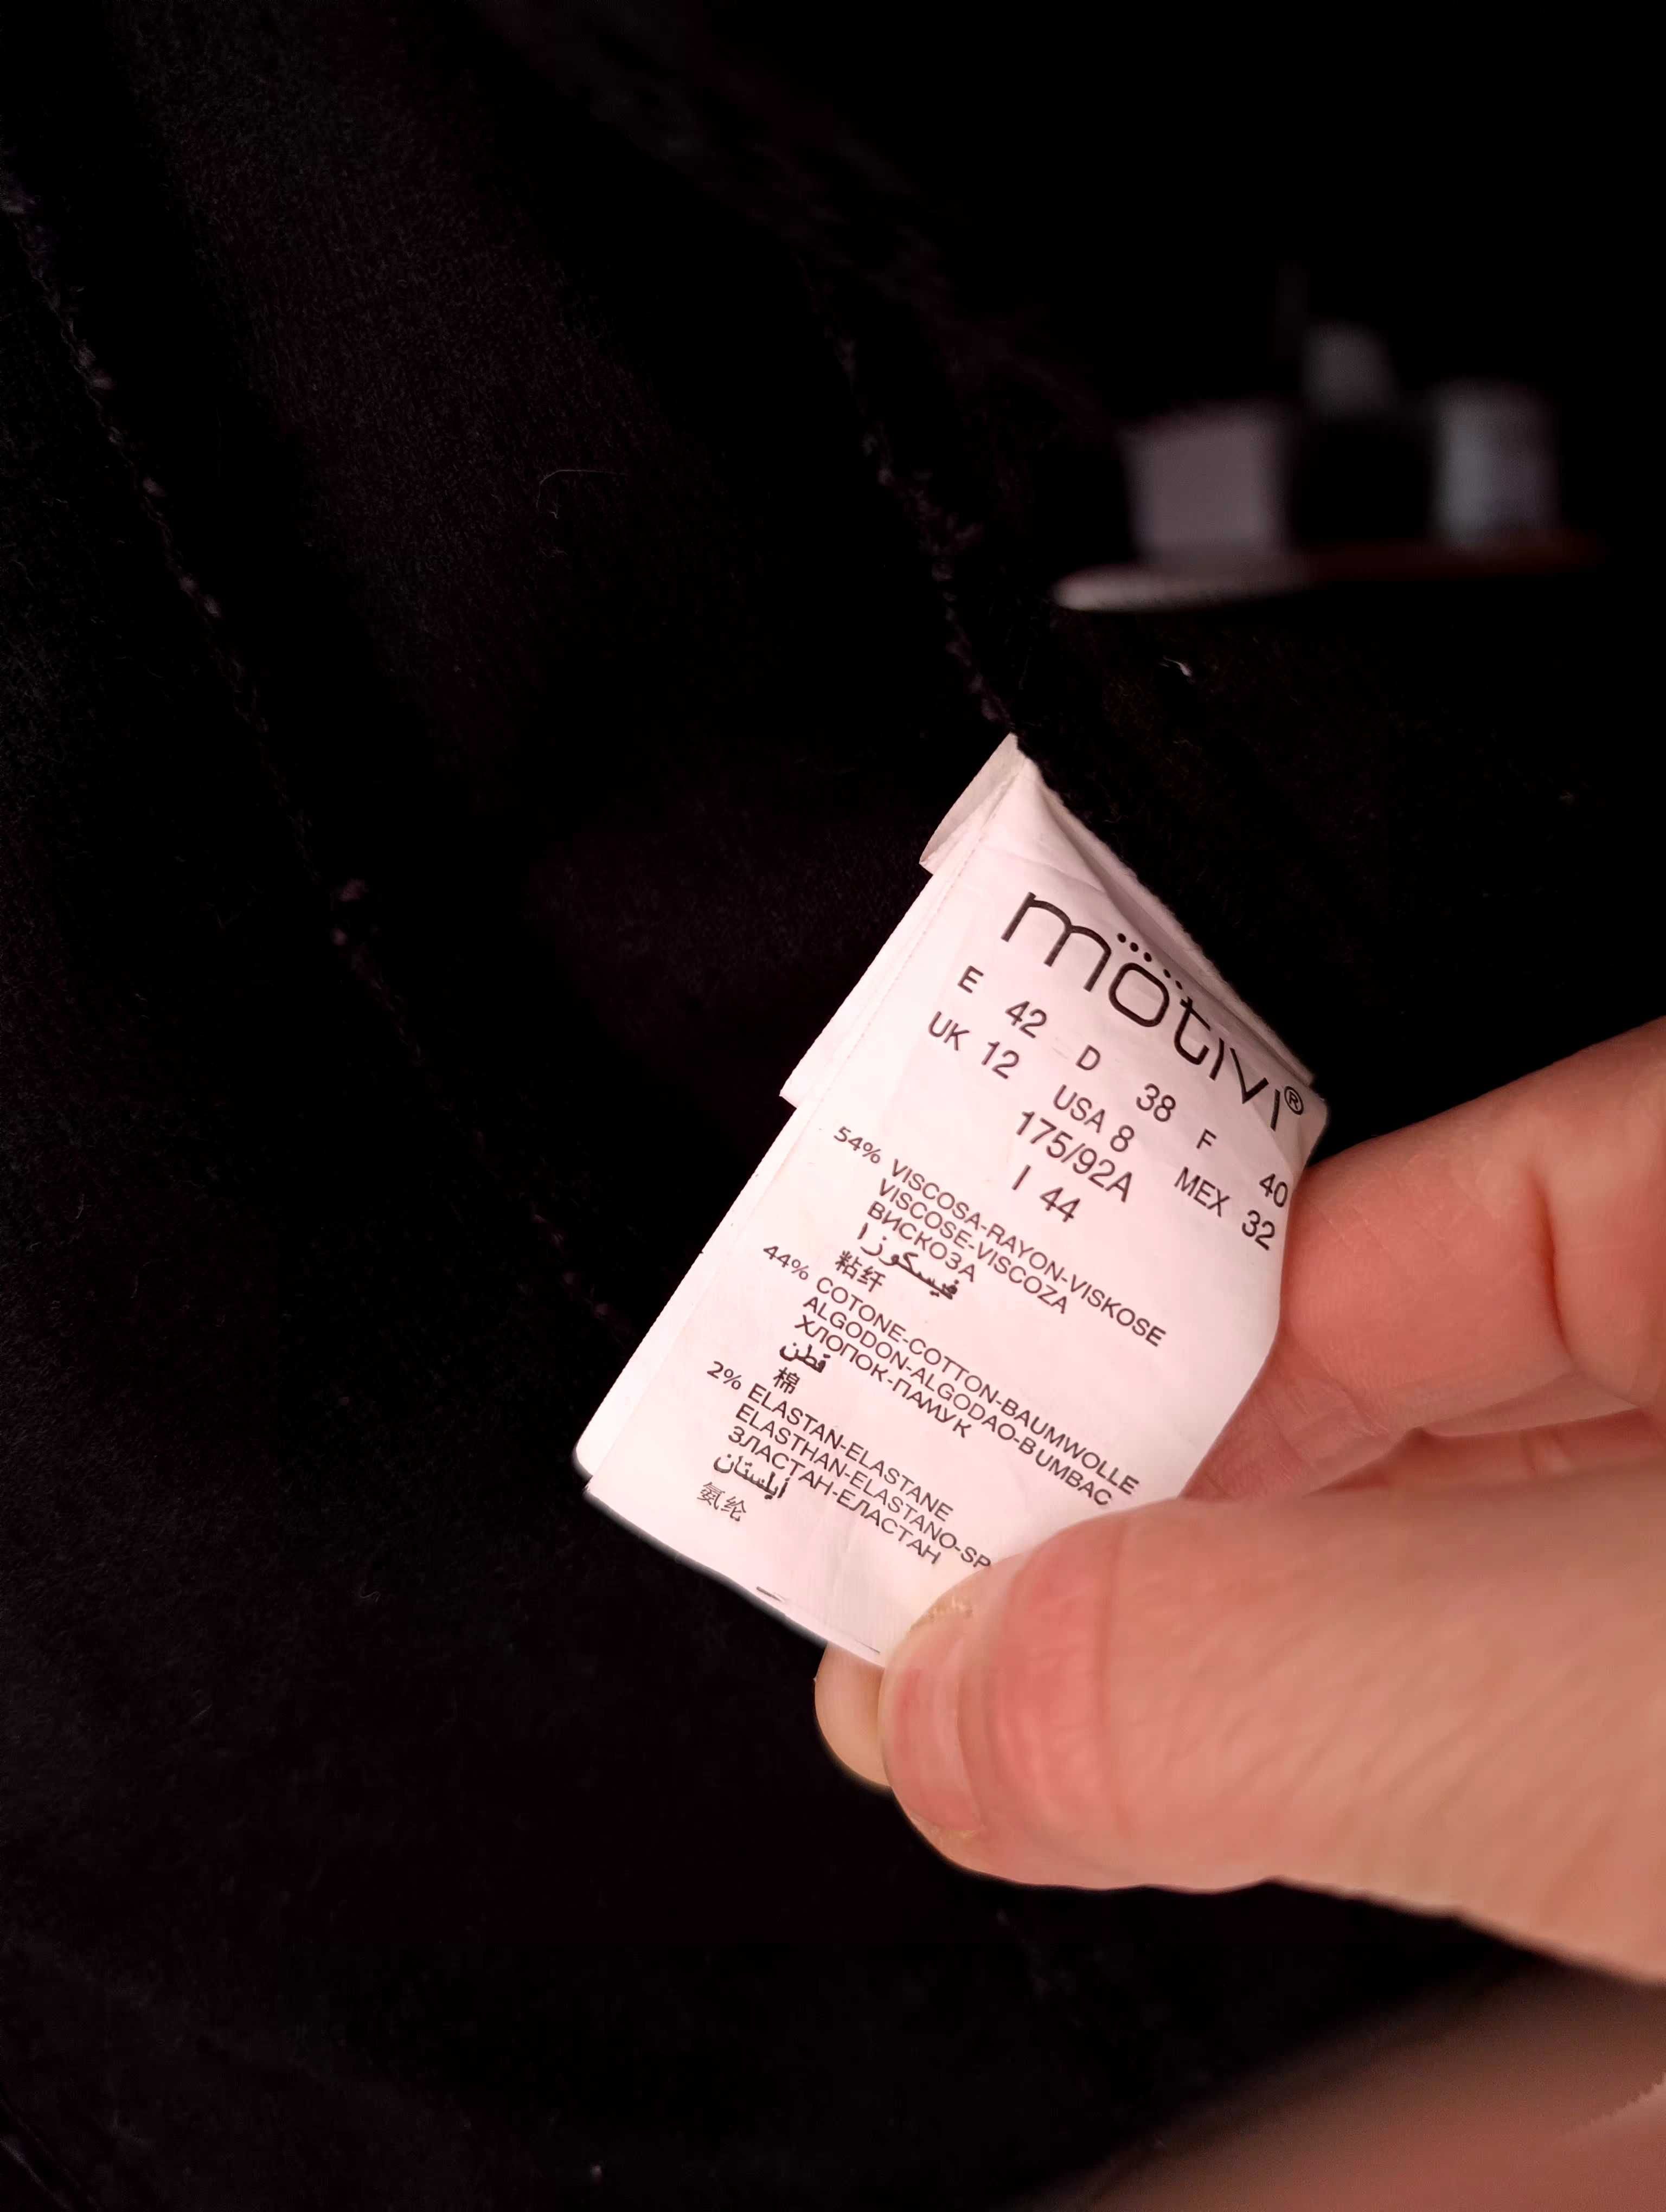 mötivi®
E 42 D 38 F 40
UK 12 USA 8 MEX 32
175/92A
I 44
54% VISCOSA-RAYON-VISKOSE
VISCOSE-VISCOZA
ВИСКОЗА
فيسكوزا
粘纤
44% COTONE-COTTON-BAUMWOLLE
ALGODON-ALGODAO-BUMBAC
ХЛОПОК-ПАМУК
قطن
棉
2% ELASTAN-ELASTANE
ELASTHAN-ELASTANO-SP
ЗЛАСТАН-ЕЛАСТАН
أيلستان
氨纶